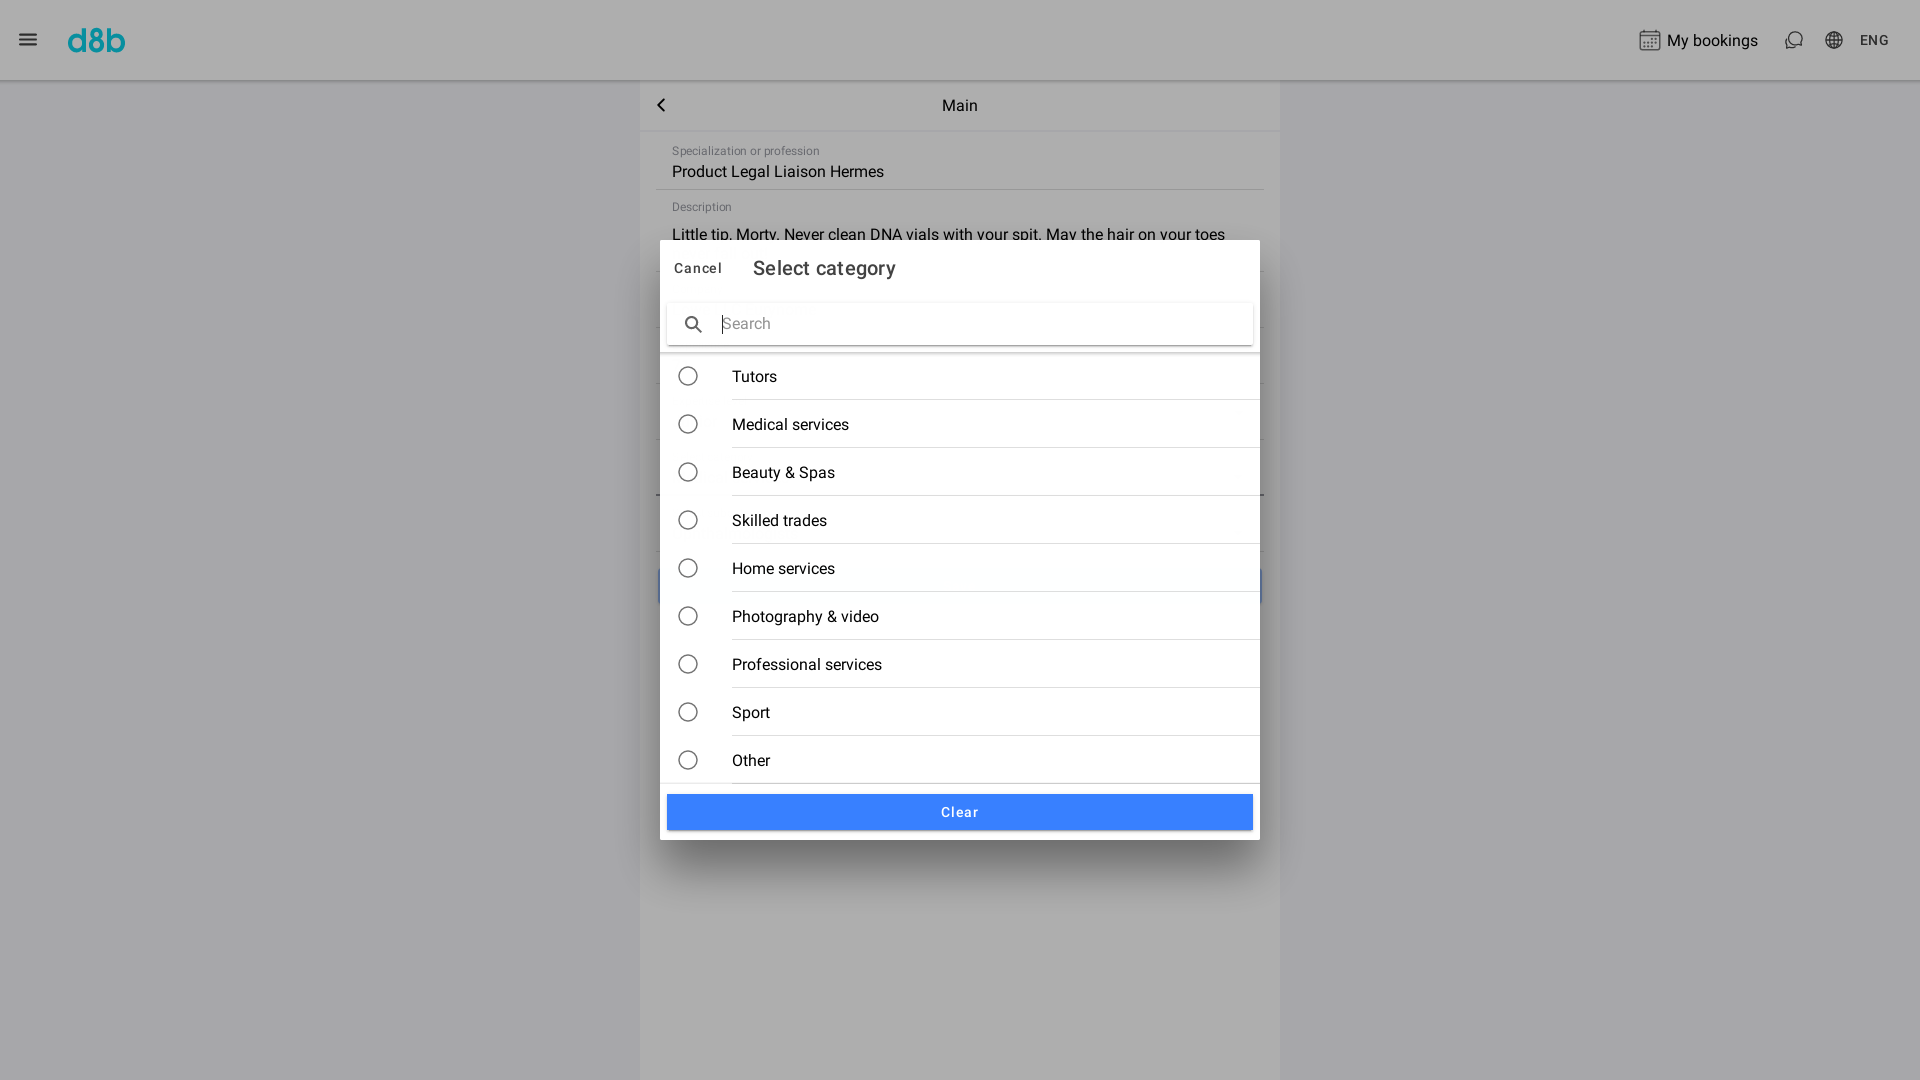 d8b
My bookings
ENG
Main
Specialization or profession
Product Legal Liaison Hermes
Description
Little tip, Morty. Never clean DNA vials with your spit. May the hair on your toes
Cancel
Select category
Search
Tutors
Medical services
Beauty & Spas
Skilled trades
Home services
Photography & video
Professional services
Sport
Other
Clear